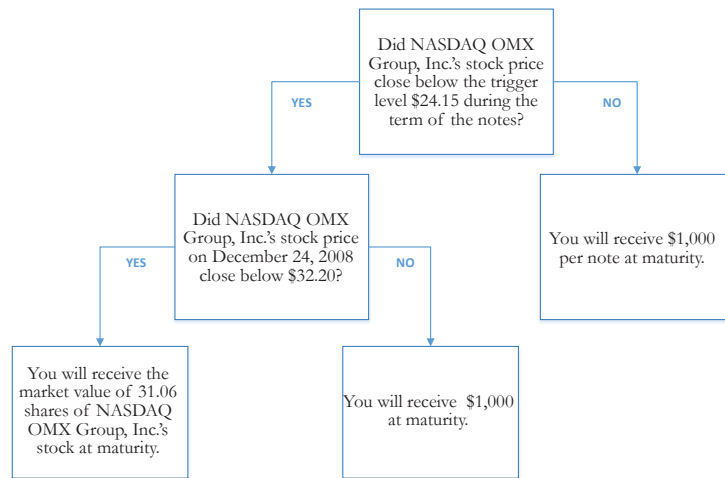 Did NASDAQ OMX
Group, Inc.'s stock price
close below the trigger
level $24.15 during the
term of the notes?
YES
NO
Did NASDAQ OMX
Group, Inc.'s stock price
on December 24, 2008
close below $32.20?
You will receive $1,000
per note at maturity.
YES
NO
You will receive the
market value of 31.06
shares of NASDAQ
OMX Group, Inc.'s
stock at maturity.
You will receive $1,000
at maturity.